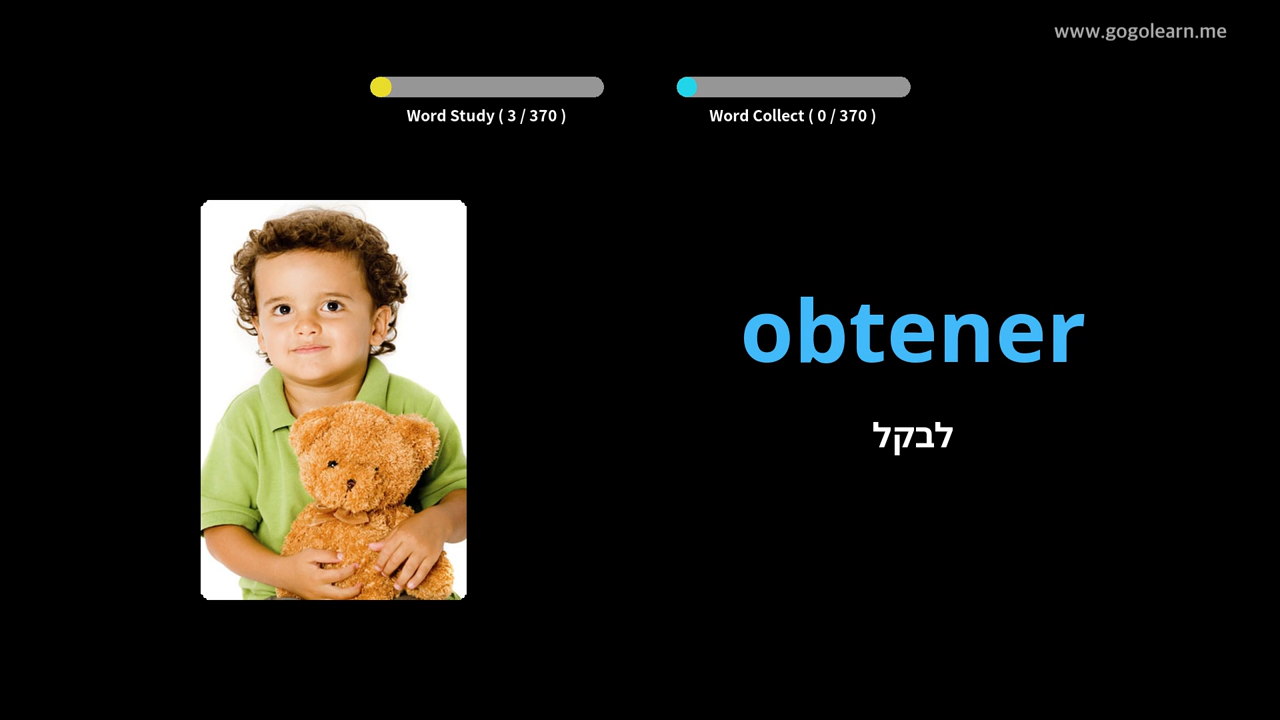 www.gogolearn.me
Word Study ( 3 / 370 )
Word Collect ( 0 / 370 )
obtener
לבקל